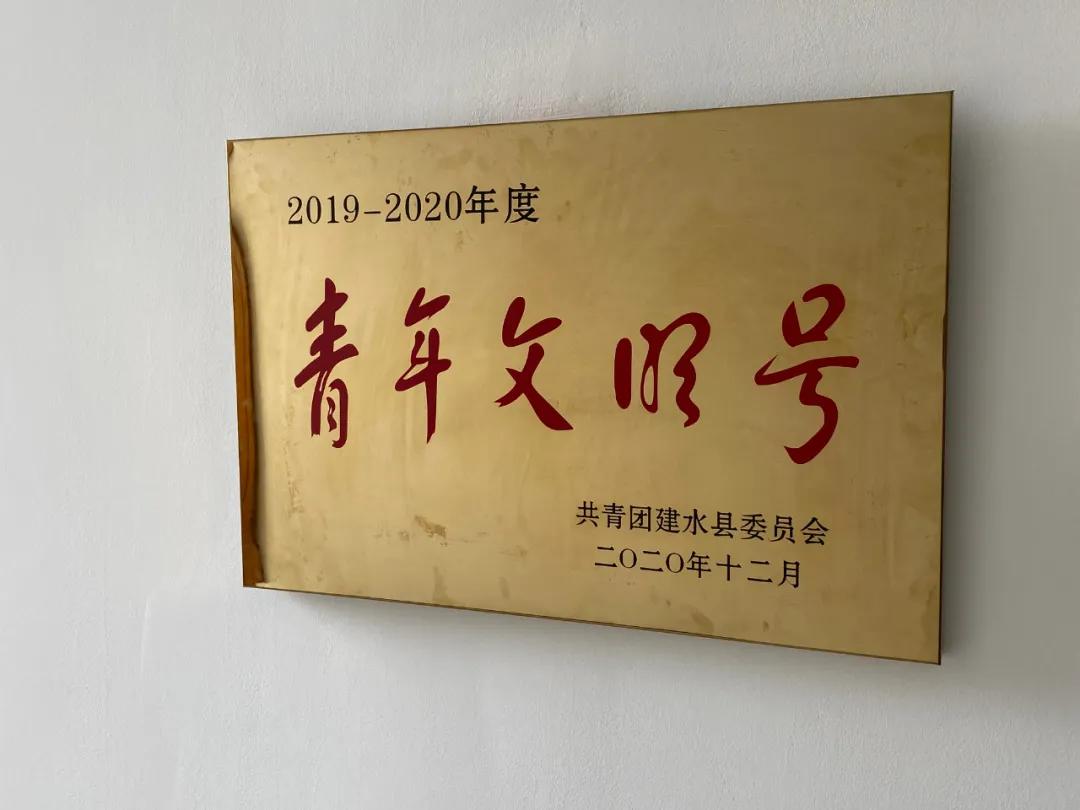 2019-2020年度
青年文明号
共青团建水县委员会
二〇二〇年十二月